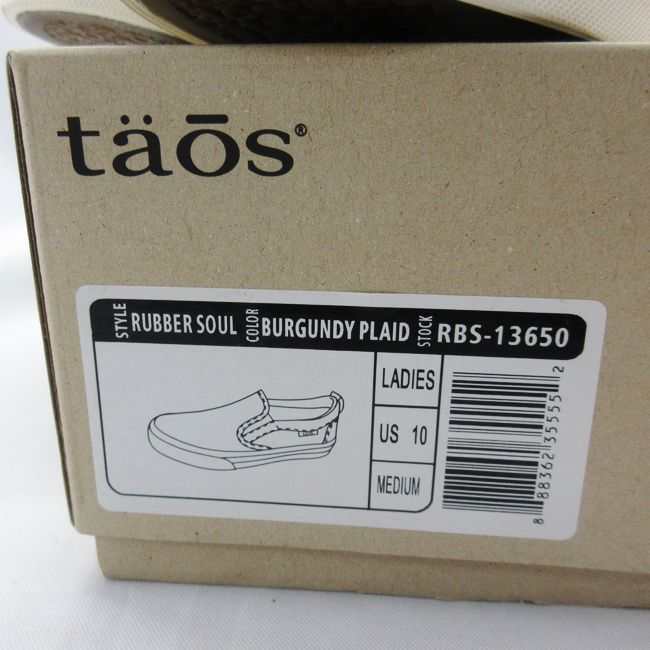 täōs®
STYLE RUBBER SOUL COLOR BURGUNDY PLAID STOCK RBS-13650
LADIES
US 10
MEDIUM
8 88362 35555 2